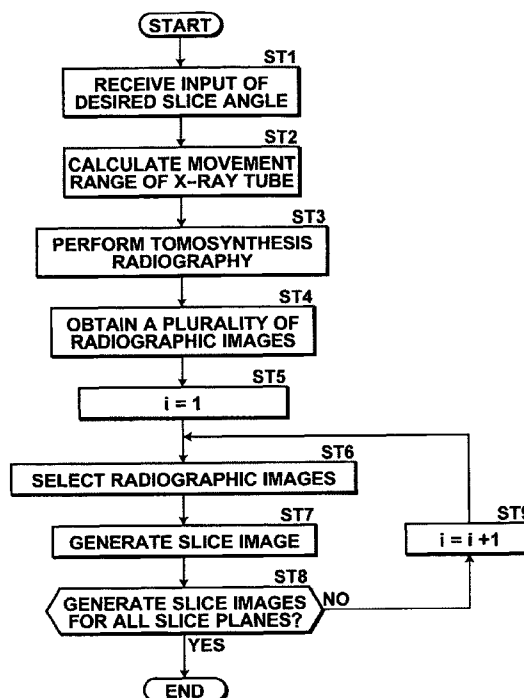 START
ST1
RECEIVE INPUT OF
DESIRED SLICE ANGLE
ST2
CALCULATE MOVEMENT
RANGE OF X-RAY TUBE
ST3
PERFORM TOMOSYNTHESIS
RADIOGRAPHY
ST4
OBTAIN A PLURALITY OF
RADIOGRAPHIC IMAGES
ST5
i = 1
ST6
SELECT RADIOGRAPHIC IMAGES
ST7
GENERATE SLICE IMAGE
ST9
i = i +1
ST8
GENERATE SLICE IMAGES
FOR ALL SLICE PLANES?
NO
YES
END